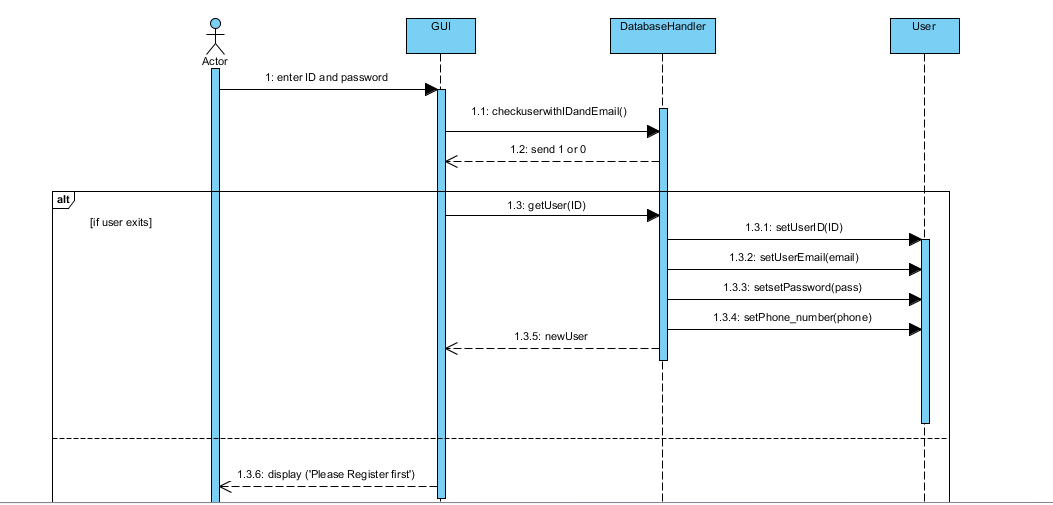 GUI
DatabaseHandler
User
Actor
1: enter ID and password
1.1: checkuserwithIDandEmail()
1.2: send 1 or 0
alt
[if user exits]
1.3: getUser(ID)
1.3.1: setUserID(ID)
1.3.2: setUserEmail(email)
1.3.3: setsetPassword(pass)
1.3.4: setPhone_number(phone)
1.3.5: newUser
1.3.6: display ('Please Register first')